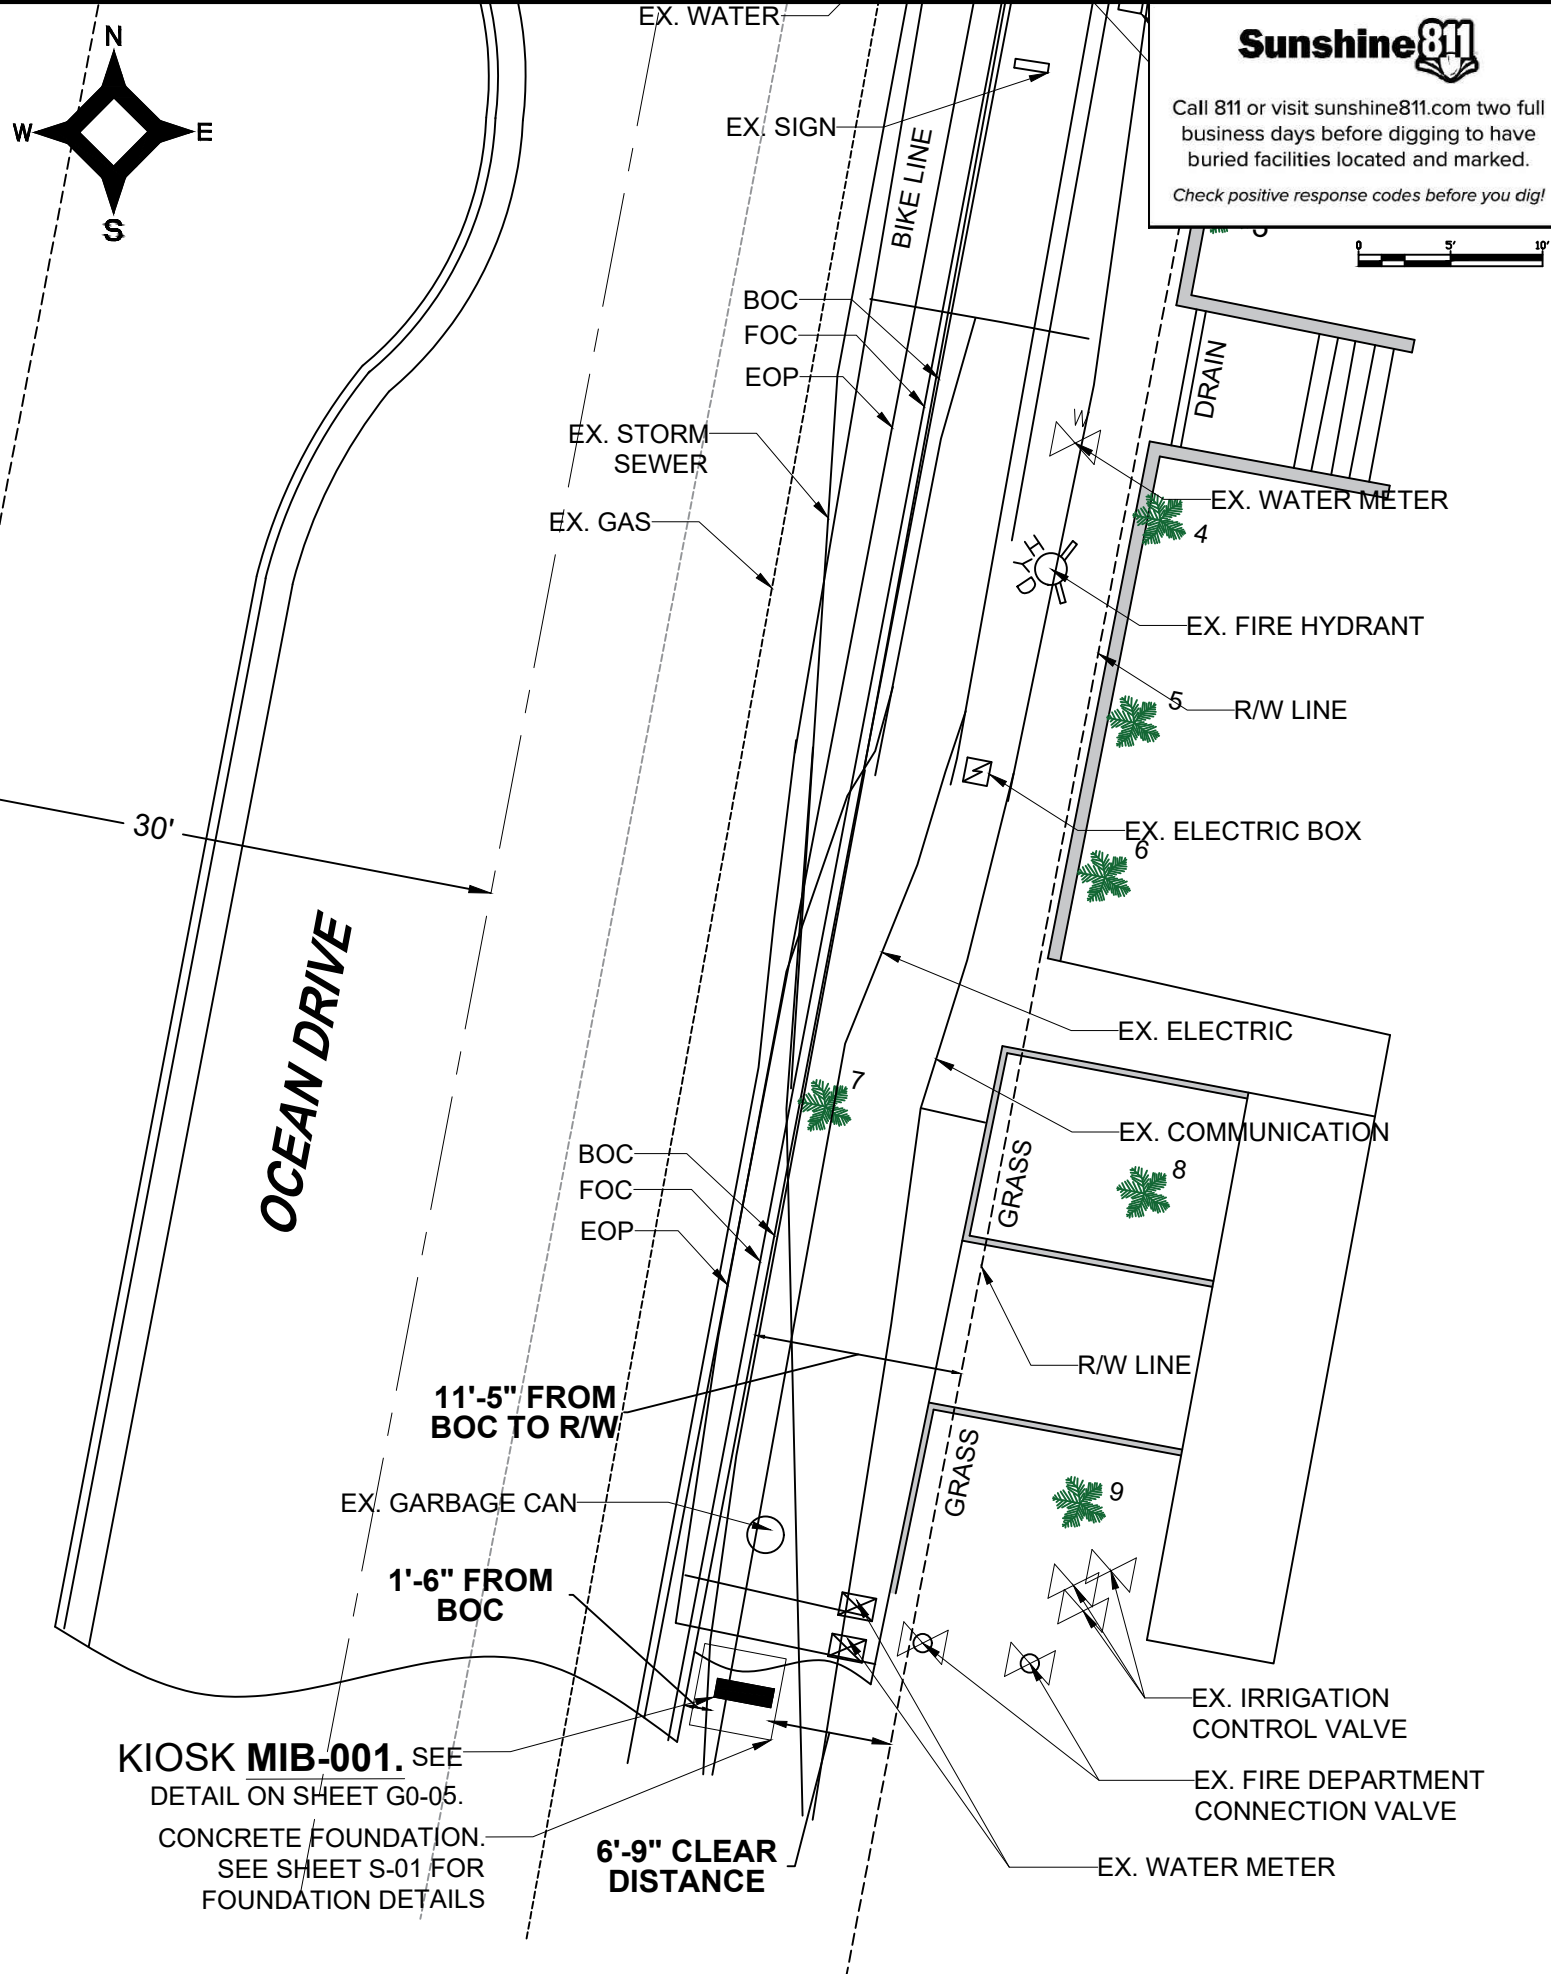 EX. WATER
N
W
E
S
Sunshine811
Call 811 or visit sunshine811.com two full
business days before digging to have
buried facilities located and marked.
Check positive response codes before you dig!
0 5' 10'
EX. SIGN
BIKE LINE
BOC
FOC
EOP
DRAIN
EX. STORM
SEWER
W
EX. WATER METER
4
EX. GAS
HYD
EX. FIRE HYDRANT
5
R/W LINE
30'
EX. ELECTRIC BOX
6
OCEAN DRIVE
EX. ELECTRIC
7
EX. COMMUNICATION
BOC
FOC
EOP
GRASS
8
R/W LINE
11'-5" FROM
BOC TO R/W
GRASS
9
EX. GARBAGE CAN
1'-6" FROM
BOC
EX. IRRIGATION
CONTROL VALVE
KIOSK MIB-001. SEE
DETAIL ON SHEET G0-05.
EX. FIRE DEPARTMENT
CONNECTION VALVE
CONCRETE FOUNDATION.
SEE SHEET S-01 FOR
FOUNDATION DETAILS
6'-9" CLEAR
DISTANCE
EX. WATER METER